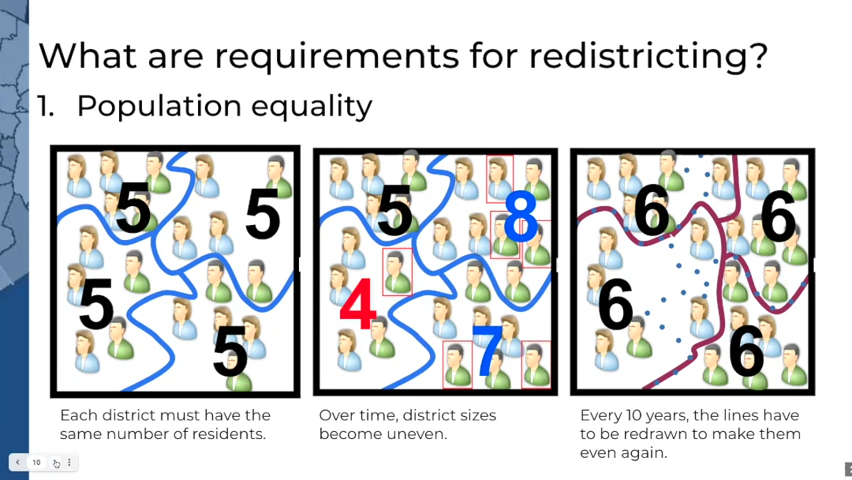 What are requirements for redistricting?
1. Population equality
5
5
5
5
5
8
4
7
6
6
6
6
Each district must have the
same number of residents.
Over time, district sizes
become uneven.
Every 10 years, the lines have
to be redrawn to make them
even again.
10